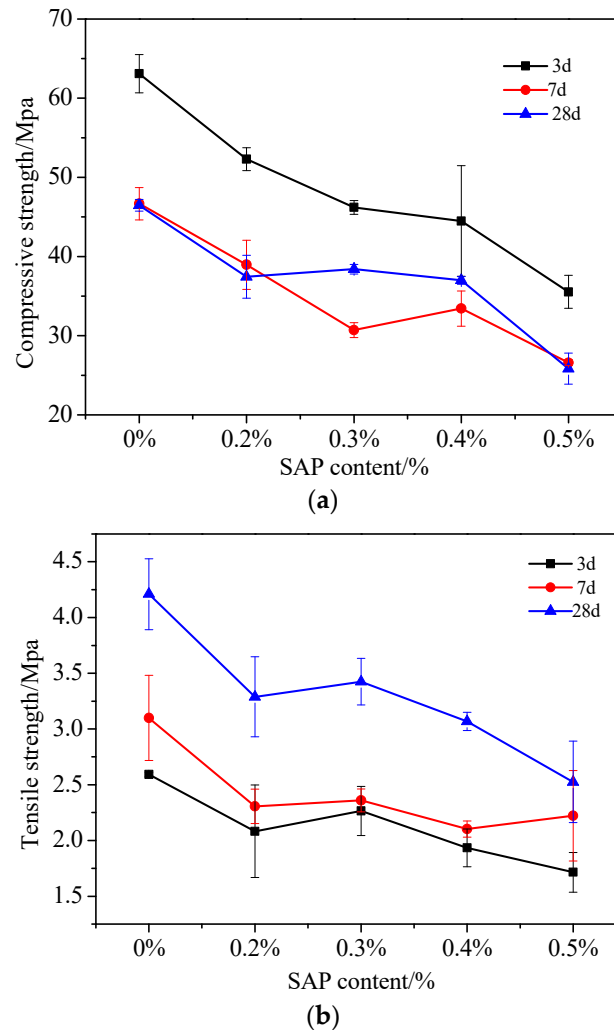 70
60
50
40
30
20
Compressive strength/Mpa
3d
7d
28d
0% 0.2% 0.3% 0.4% 0.5%
SAP content/%
(a)
4.5
4.0
3.5
3.0
2.5
2.0
1.5
Tensile strength/Mpa
3d
7d
28d
0% 0.2% 0.3% 0.4% 0.5%
SAP content/%
(b)